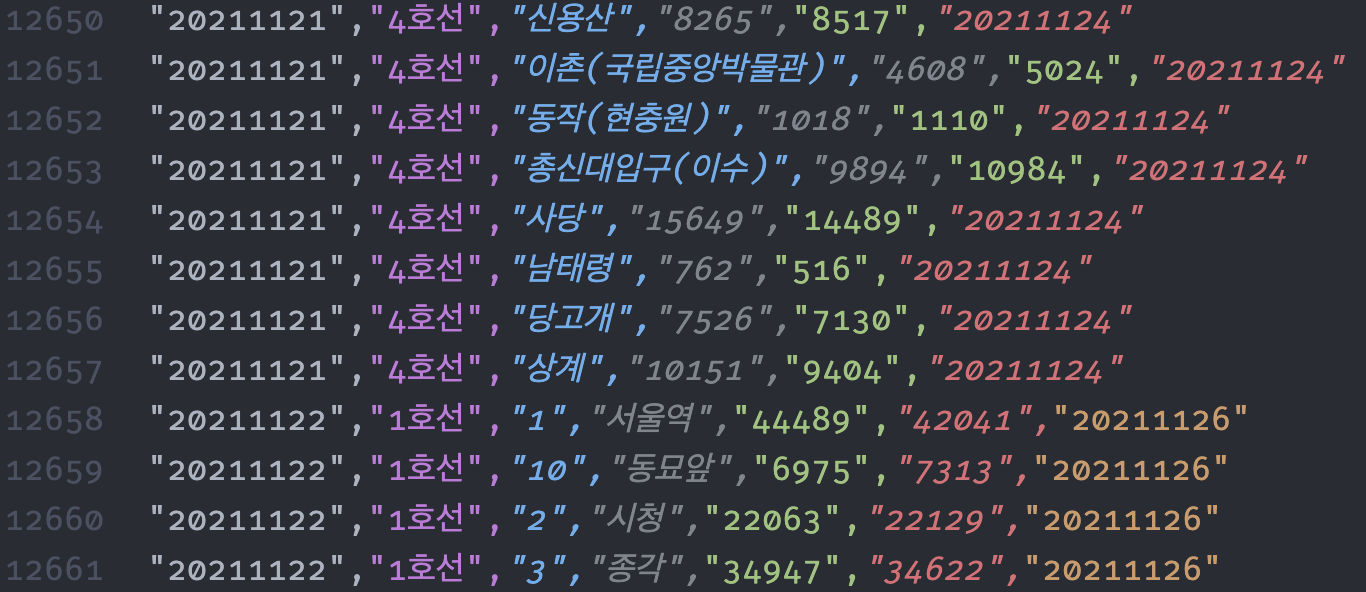 12650 "20211121","4호선","신용산","8265","8517","20211124"
12651 "20211121","4호선","이촌(국립중앙박물관)","4608","5024","20211124"
12652 "20211121","4호선","동작(현충원)","1018","1110","20211124"
12653 "20211121","4호선","총신대입구(이수)","9894","10984","20211124"
12654 "20211121","4호선","사당","15649","14489","20211124"
12655 "20211121","4호선","남태령","762","516","20211124"
12656 "20211121","4호선","당고개","7526","7130","20211124"
12657 "20211121","4호선","상계","10151","9404","20211124"
12658 "20211122","1호선","1","서울역","44489","42041","20211126"
12659 "20211122","1호선","10","동묘앞","6975","7313","20211126"
12660 "20211122","1호선","2","시청","22063","22129","20211126"
12661 "20211122","1호선","3","종각","34947","34622","20211126"